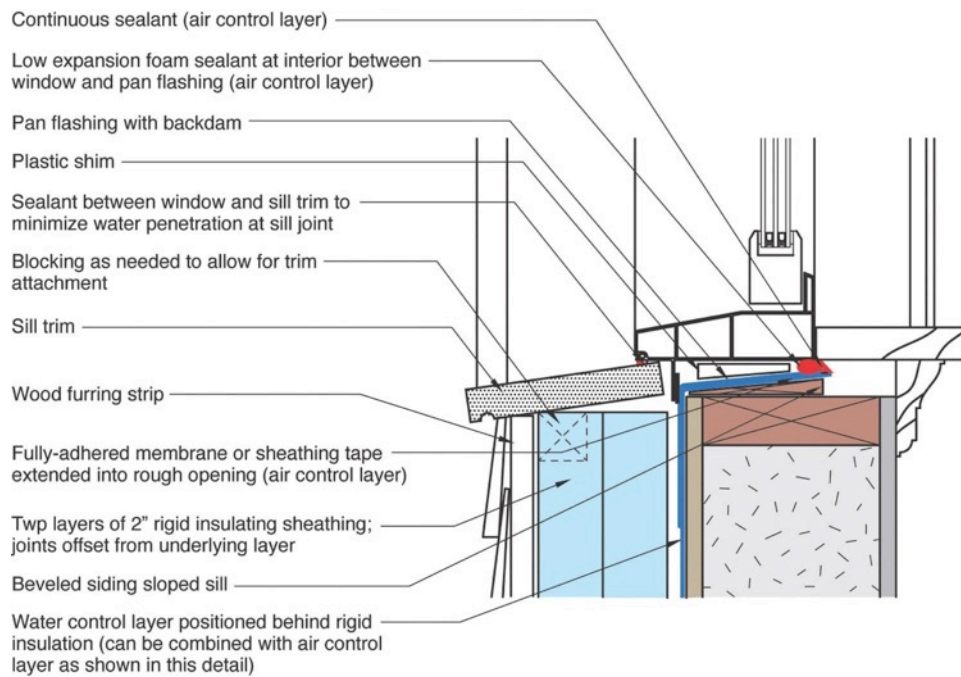 Continuous sealant (air control layer)
Low expansion foam sealant at interior between
window and pan flashing (air control layer)
Pan flashing with backdam
Plastic shim
Sealant between window and sill trim to
minimize water penetration at sill joint
Blocking as needed to allow for trim
attachment
Sill trim
Wood furring strip
Fully-adhered membrane or sheathing tape
extended into rough opening (air control layer)
Twp layers of 2” rigid insulating sheathing;
joints offset from underlying layer
Beveled siding sloped sill
Water control layer positioned behind rigid
insulation (can be combined with air control
layer as shown in this detail)